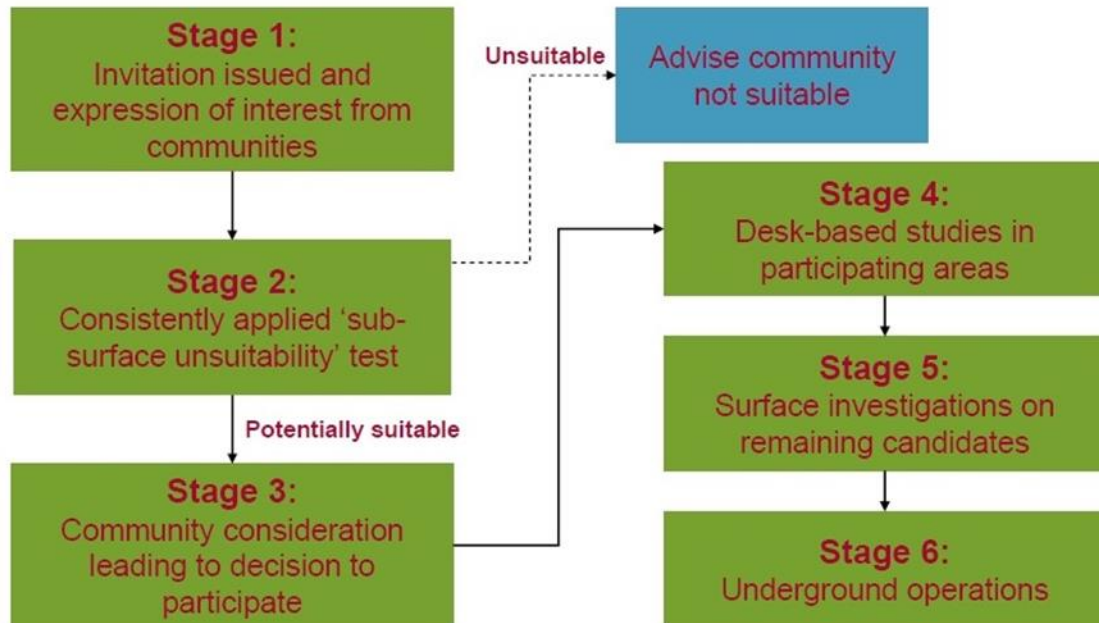 Stage 1:
Invitation issued and
expression of interest from
communities
Unsuitable
Advise community
not suitable
Stage 2:
Consistently applied ‘sub-
surface unsuitability’ test
Potentially suitable
Stage 3:
Community consideration
leading to decision to
participate
Stage 4:
Desk-based studies in
participating areas
Stage 5:
Surface investigations on
remaining candidates
Stage 6:
Underground operations